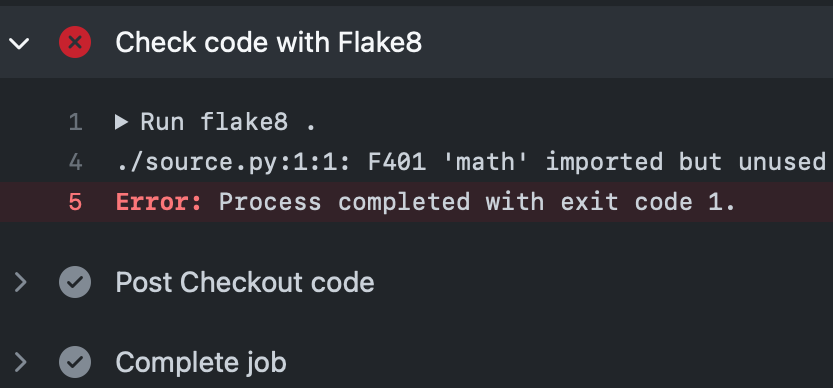 Check code with Flake8
1 ▶ Run flake8 .
4 ./source.py:1:1: F401 'math' imported but unused
5 Error: Process completed with exit code 1.
Post Checkout code
Complete job